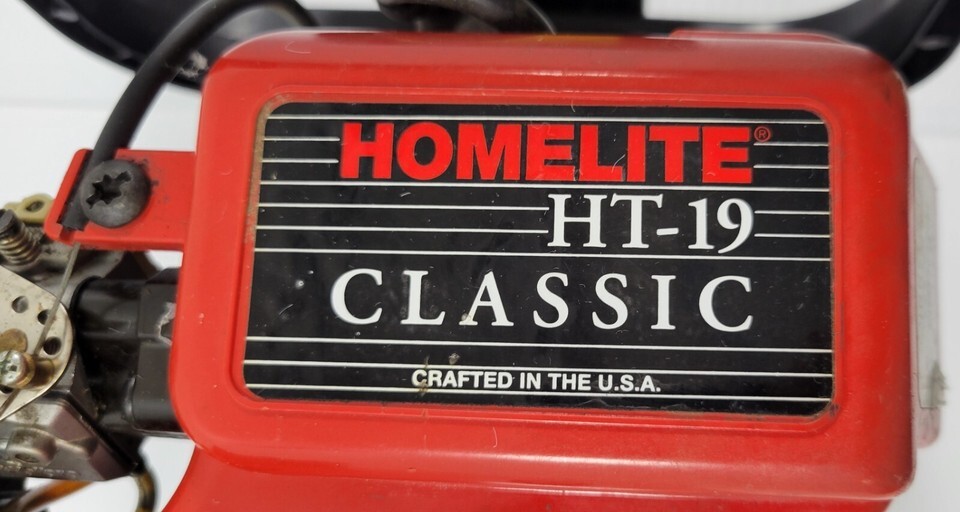 HOMELITE®
HT-19
CLASSIC
CRAFTED IN THE U.S.A.